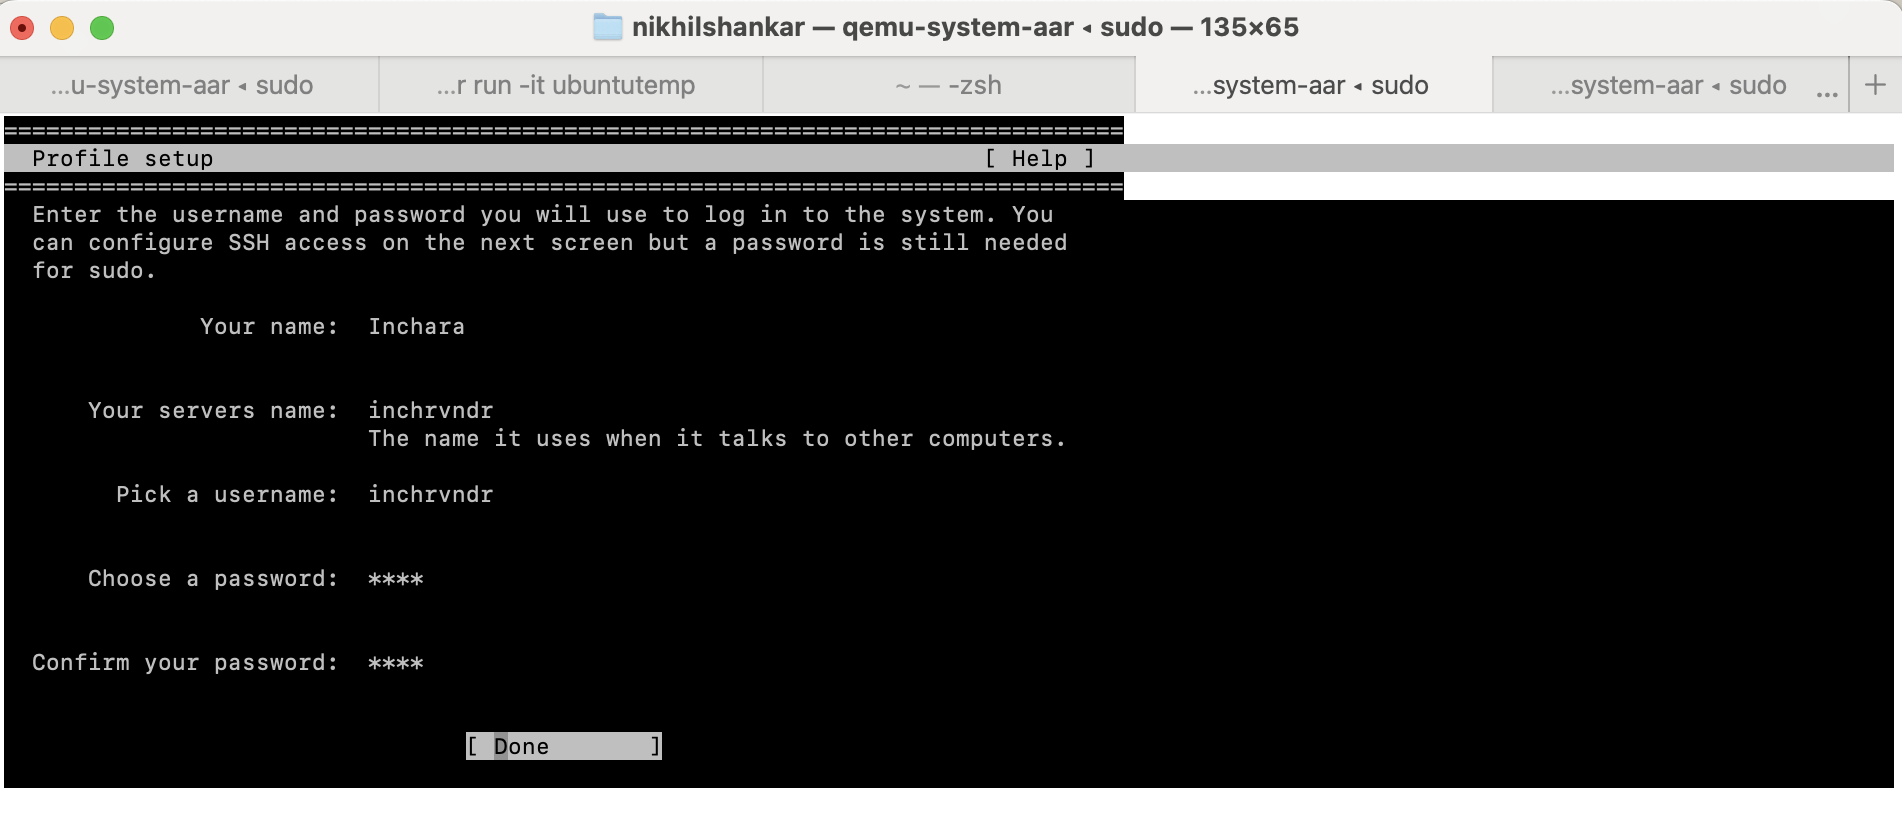 nikhilshankar — qemu-system-aar ◂ sudo — 135×65
...u-system-aar ◂ sudo
...r run -it ubuntutemp
~ — -zsh
...system-aar ◂ sudo
...system-aar ◂ sudo ...
+
================================================================================
Profile setup [ Help ]
================================================================================
Enter the username and password you will use to log in to the system. You
can configure SSH access on the next screen but a password is still needed
for sudo.
Your name: Inchara
Your servers name: inchrvndr
The name it uses when it talks to other computers.
Pick a username: inchrvndr
Choose a password: ****
Confirm your password: ****
[ Done ]